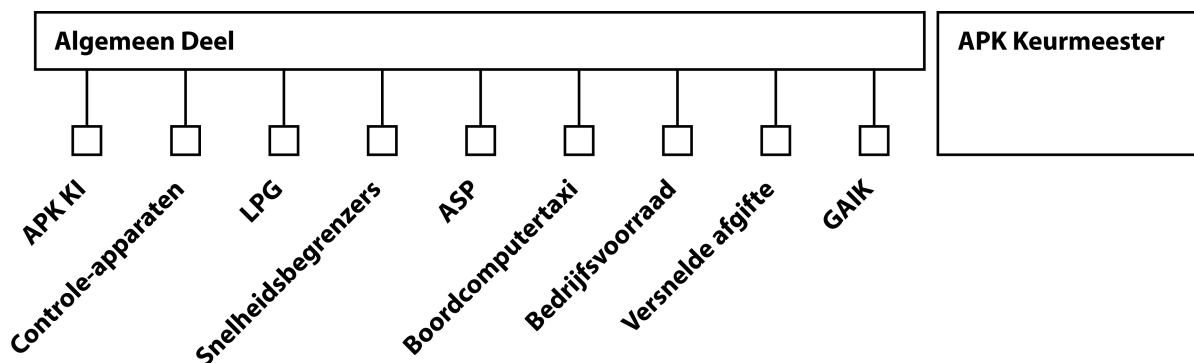 Algemeen Deel
APK Keurmeester
APK KI
Controle-apparaten
LPG
Snelheidsbegrenzers
ASP
Boordcomputertaxi
Bedrijfsvoorraad
Versnelde afgifte
GAIK